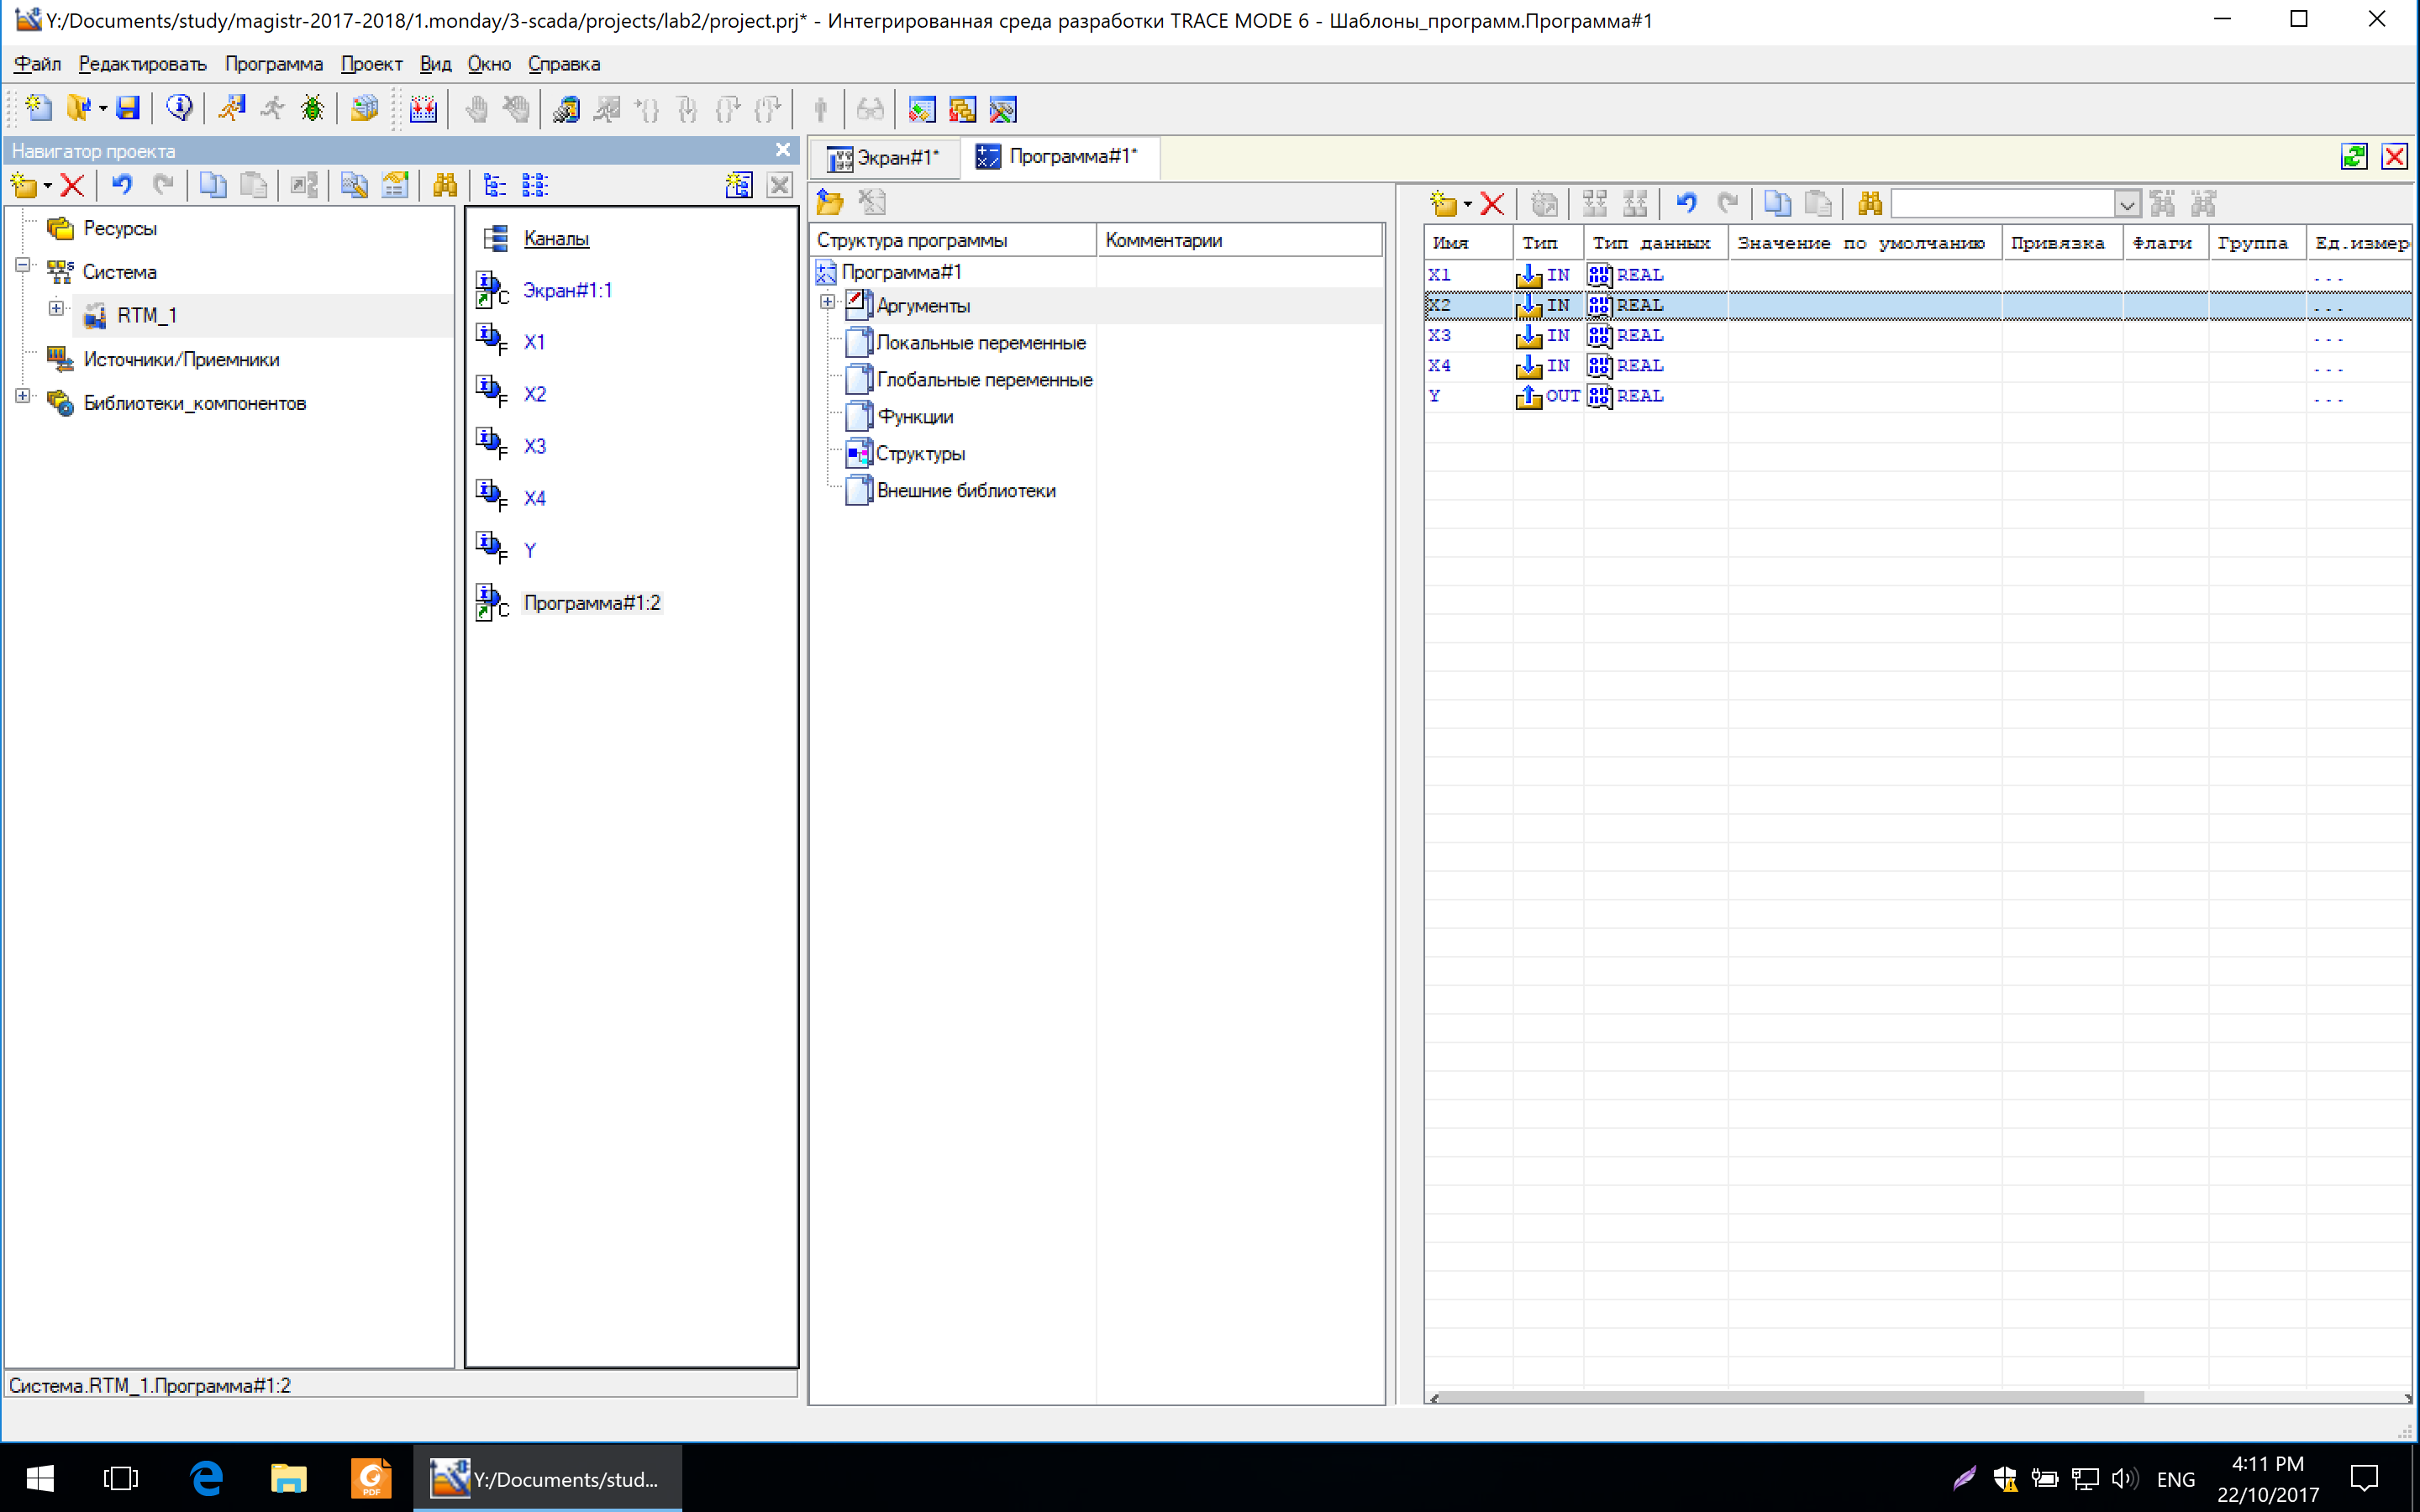 Y:/Documents/study/magistr-2017-2018/1.monday/3-scada/projects/lab2/project.prj* - Интегрированная среда разработки TRACE MODE 6 - Шаблоны_программ.Программа#1
Файл Редактировать Программа Проект Вид Окно Справка
Навигатор проекта
Ресурсы
Система
RTM_1
Источники/Приемники
Библиотеки_компонентов
Каналы
Экран#1:1
X1
X2
X3
X4
Y
Программа#1:2
Система.RTM_1.Программа#1:2
Экран#1* Программа#1*
Структура программы Комментарии
Программа#1
Аргументы
Локальные переменные
Глобальные переменные
Функции
Структуры
Внешние библиотеки
Имя Тип Тип данных Значение по умолчанию Привязка Флаги Группа Ед.измер
X1 IN REAL ...
X2 IN REAL ...
X3 IN REAL ...
X4 IN REAL ...
Y OUT REAL ...
Y:/Documents/stud...
PDF
ENG
4:11 PM
22/10/2017